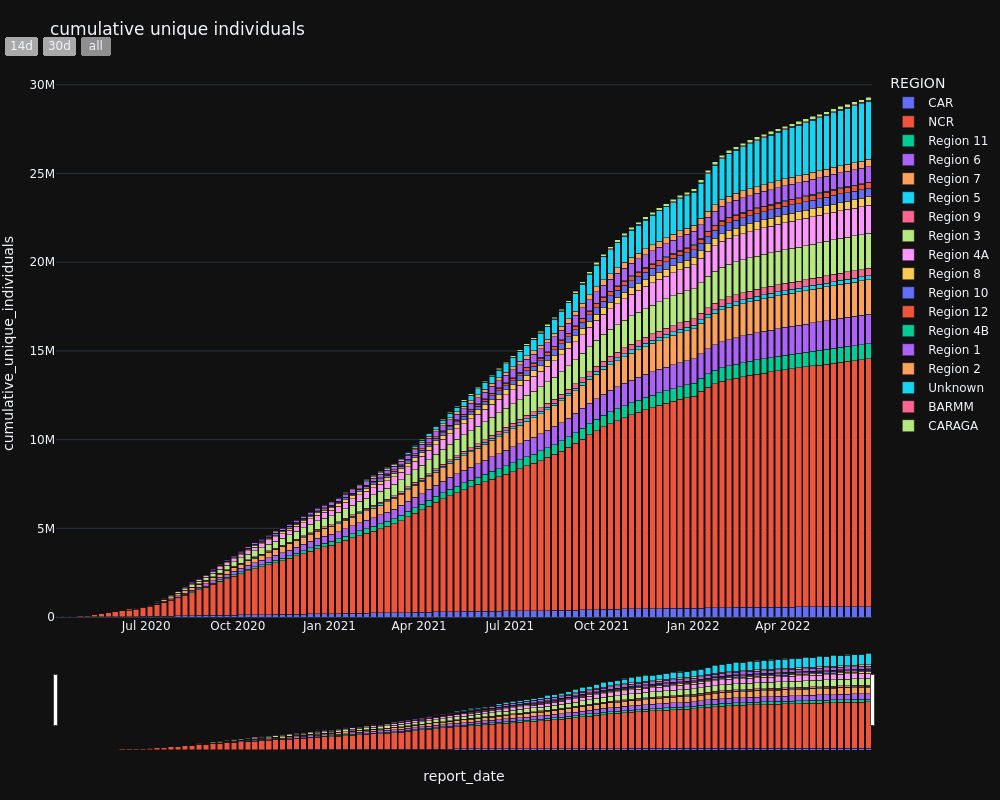 cumulative unique individuals
14d 30d all
REGION
CAR
NCR
Region 11
Region 6
Region 7
Region 5
Region 9
Region 3
Region 4A
Region 8
Region 10
Region 12
Region 4B
Region 1
Region 2
Unknown
BARMM
CARAGA
cumulative_unique_individuals
30M
25M
20M
15M
10M
5M
0
Jul 2020 Oct 2020 Jan 2021 Apr 2021 Jul 2021 Oct 2021 Jan 2022 Apr 2022
report_date